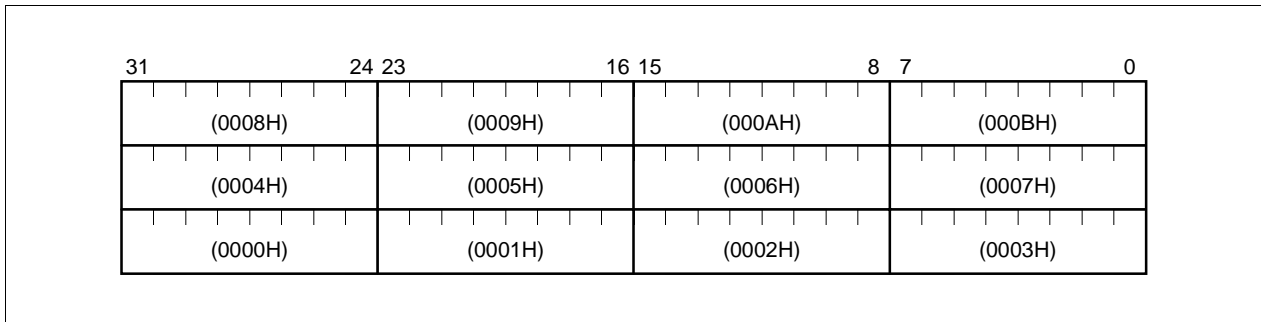 31 24 23 16 15 8 7 0
(0008H) (0009H) (000AH) (000BH)
(0004H) (0005H) (0006H) (0007H)
(0000H) (0001H) (0002H) (0003H)